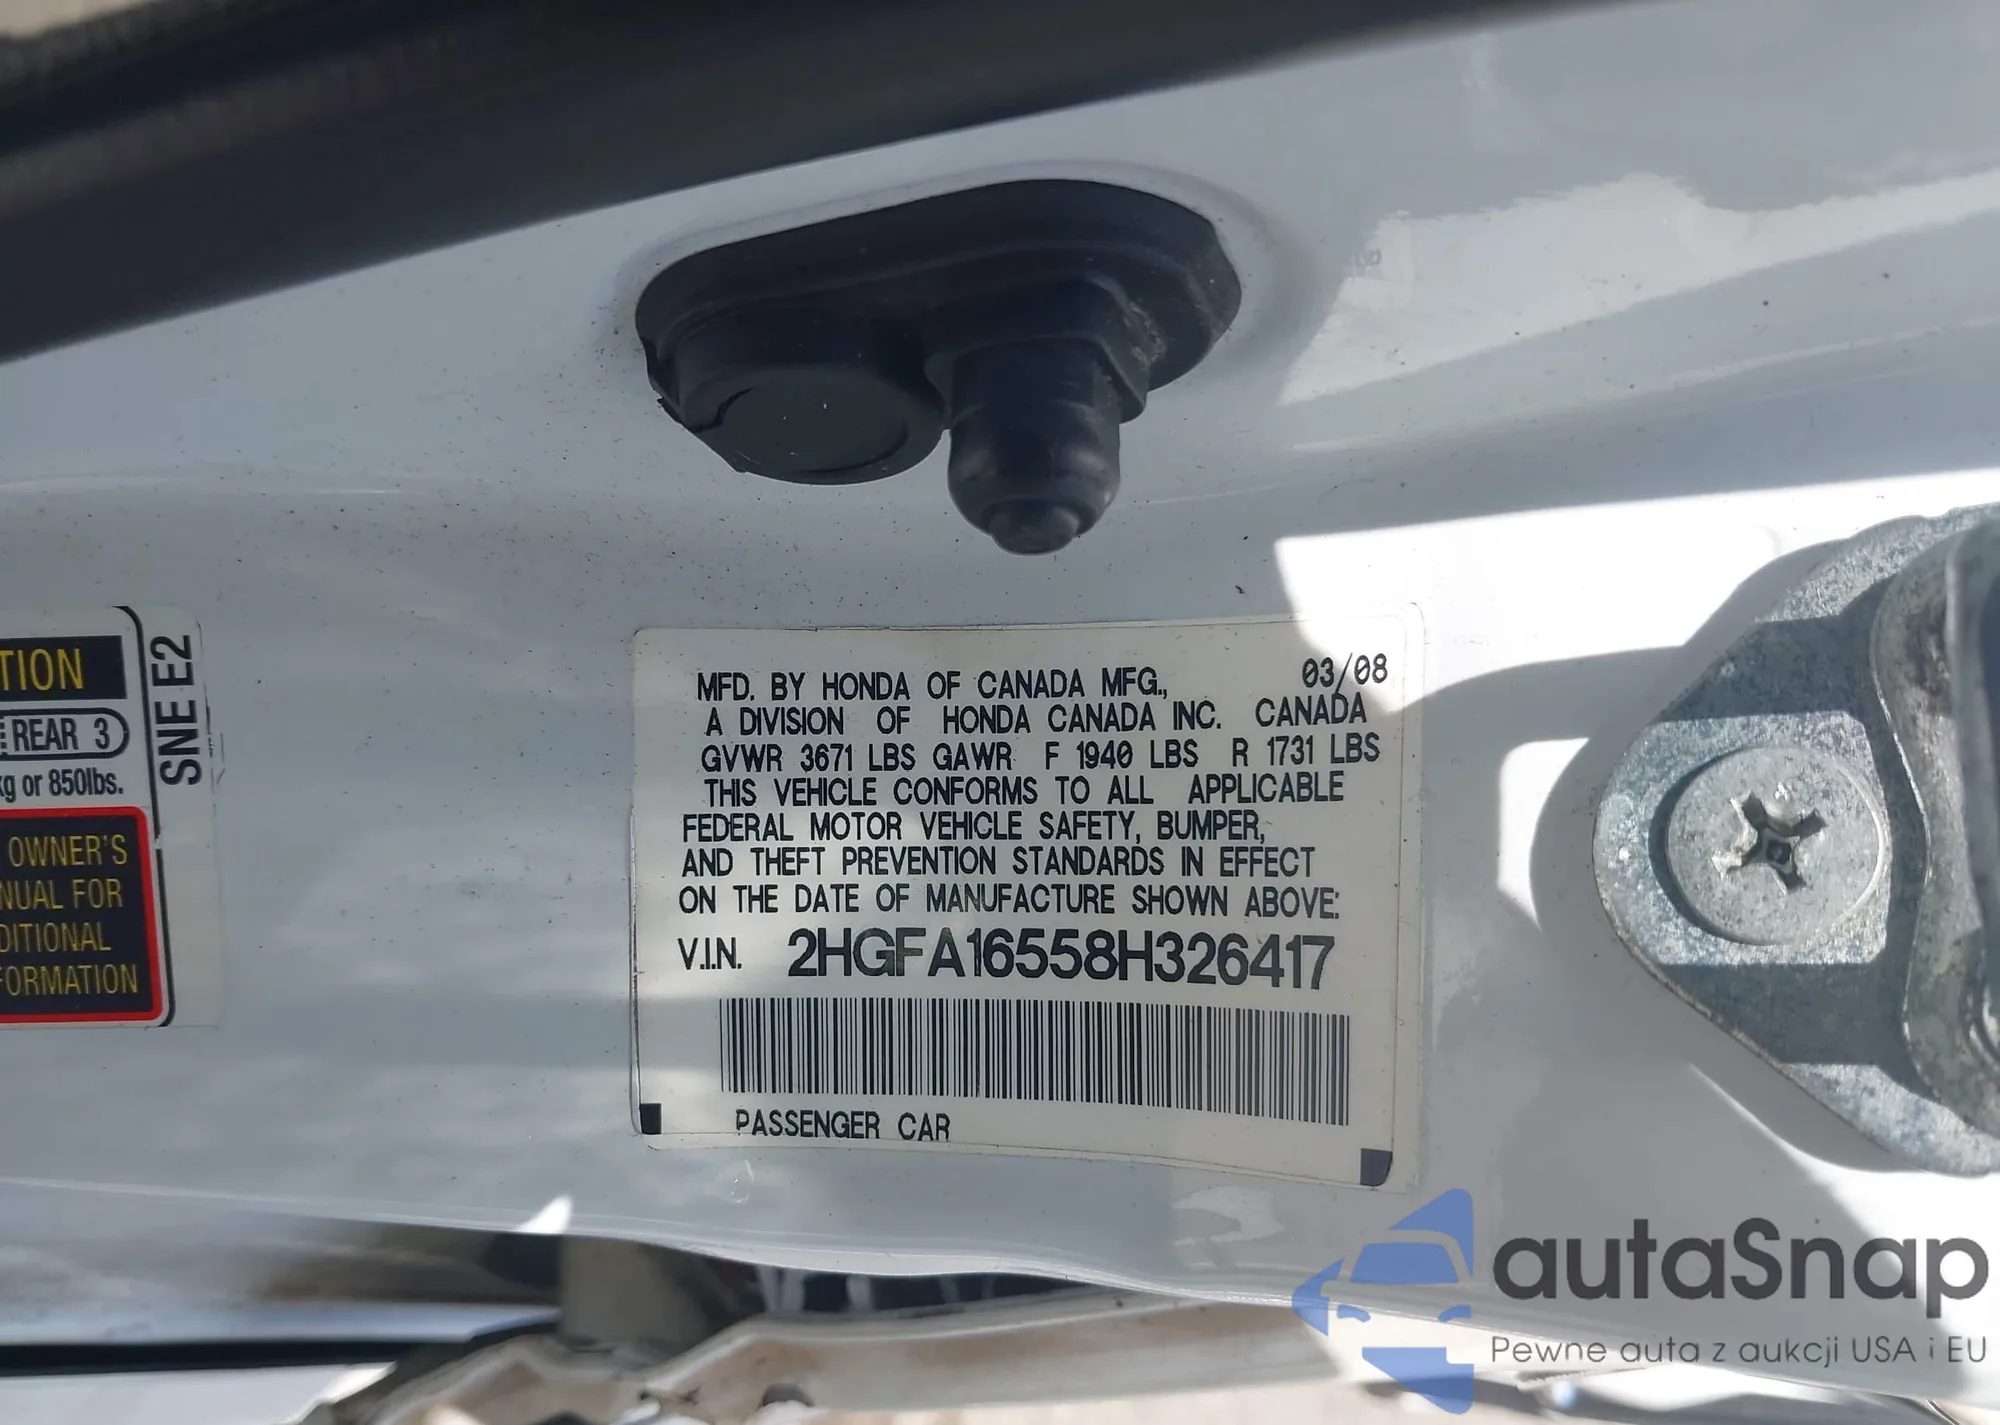 TION
REAR 3
kg or 850lbs.
OWNER'S
NUAL FOR
DITIONAL
FORMATION
SNE E2
MFD. BY HONDA OF CANADA MFG., 03/08
A DIVISION OF HONDA CANADA INC. CANADA
GVWR 3671 LBS GAWR F 1940 LBS R 1731 LBS
THIS VEHICLE CONFORMS TO ALL APPLICABLE
FEDERAL MOTOR VEHICLE SAFETY, BUMPER,
AND THEFT PREVENTION STANDARDS IN EFFECT
ON THE DATE OF MANUFACTURE SHOWN ABOVE:
V.I.N. 2HGFA16558H326417
PASSENGER CAR
autaSnap
Pewne auta z aukcji USA i EU